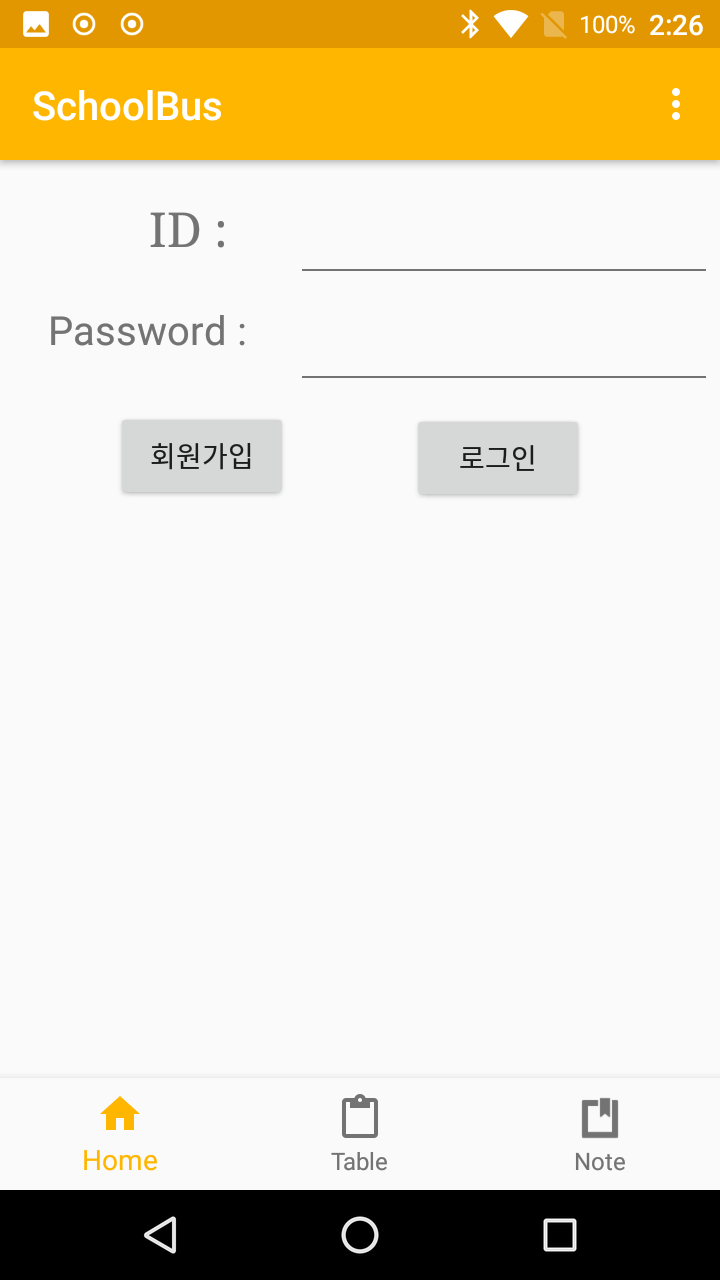 100% 2:26
SchoolBus
ID :
Password :
회원가입 로그인
Home Table Note